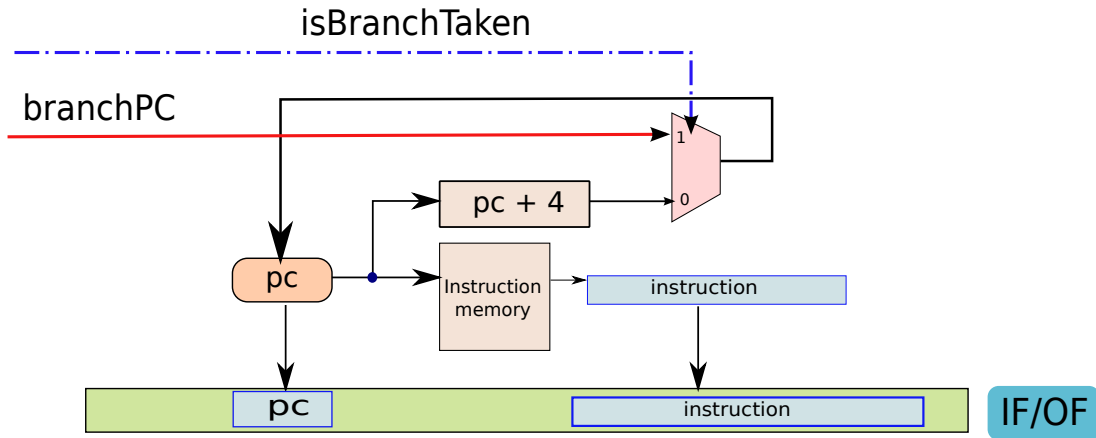 isBranchTaken
branchPC
1
pc + 4
0
pc
Instruction
memory
instruction
pc
instruction
IF/OF